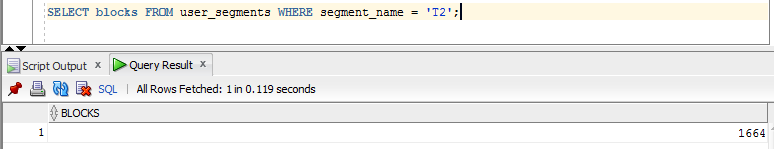 SELECT blocks FROM user_segments WHERE segment_name = 'T2';
Script Output x Query Result x
SQL | All Rows Fetched: 1 in 0.119 seconds
BLOCKS
1 1664